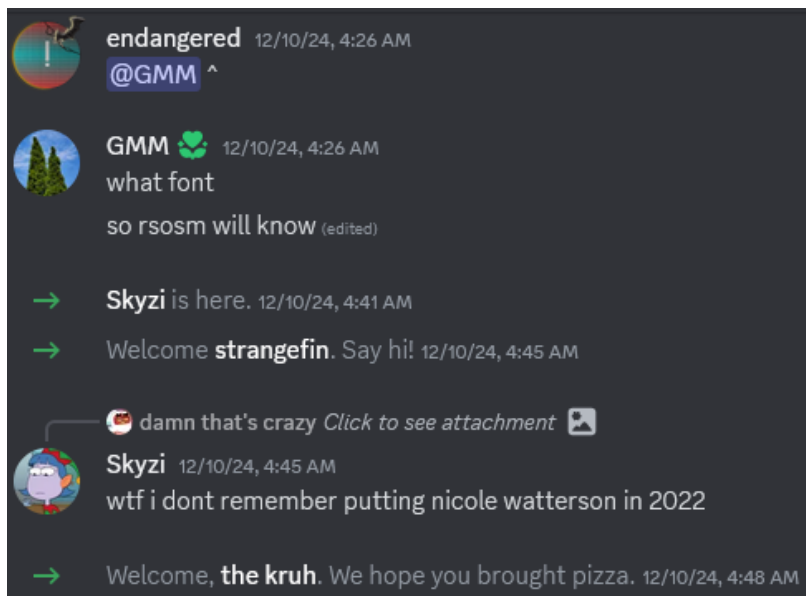 endangered 12/10/24, 4:26 AM
@GMM ^
GMM 12/10/24, 4:26 AM
what font
so rsosm will know (edited)
Skyzi is here. 12/10/24, 4:41 AM
Welcome strangefin. Say hi! 12/10/24, 4:45 AM
damn that's crazy Click to see attachment
Skyzi 12/10/24, 4:45 AM
wtf i dont remember putting nicole watterson in 2022
Welcome, the kruh. We hope you brought pizza. 12/10/24, 4:48 AM